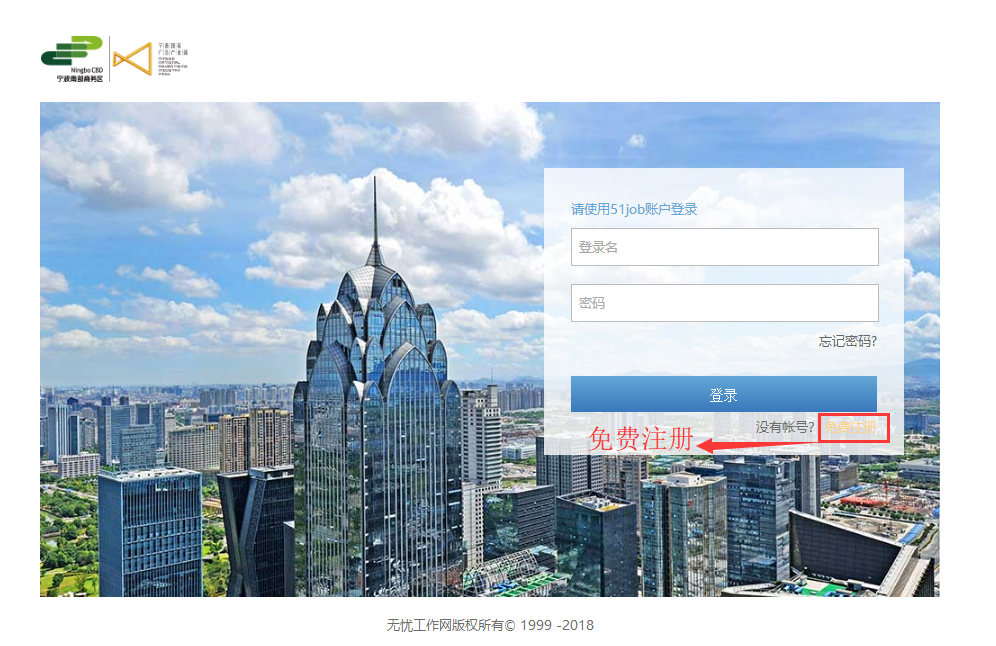 Ningbo CBD
宁波南部商务区
请使用51job账户登录
登录名
密码
忘记密码?
登录
没有帐号? 免费注册
免费注册
无忧工作网版权所有© 1999 -2018